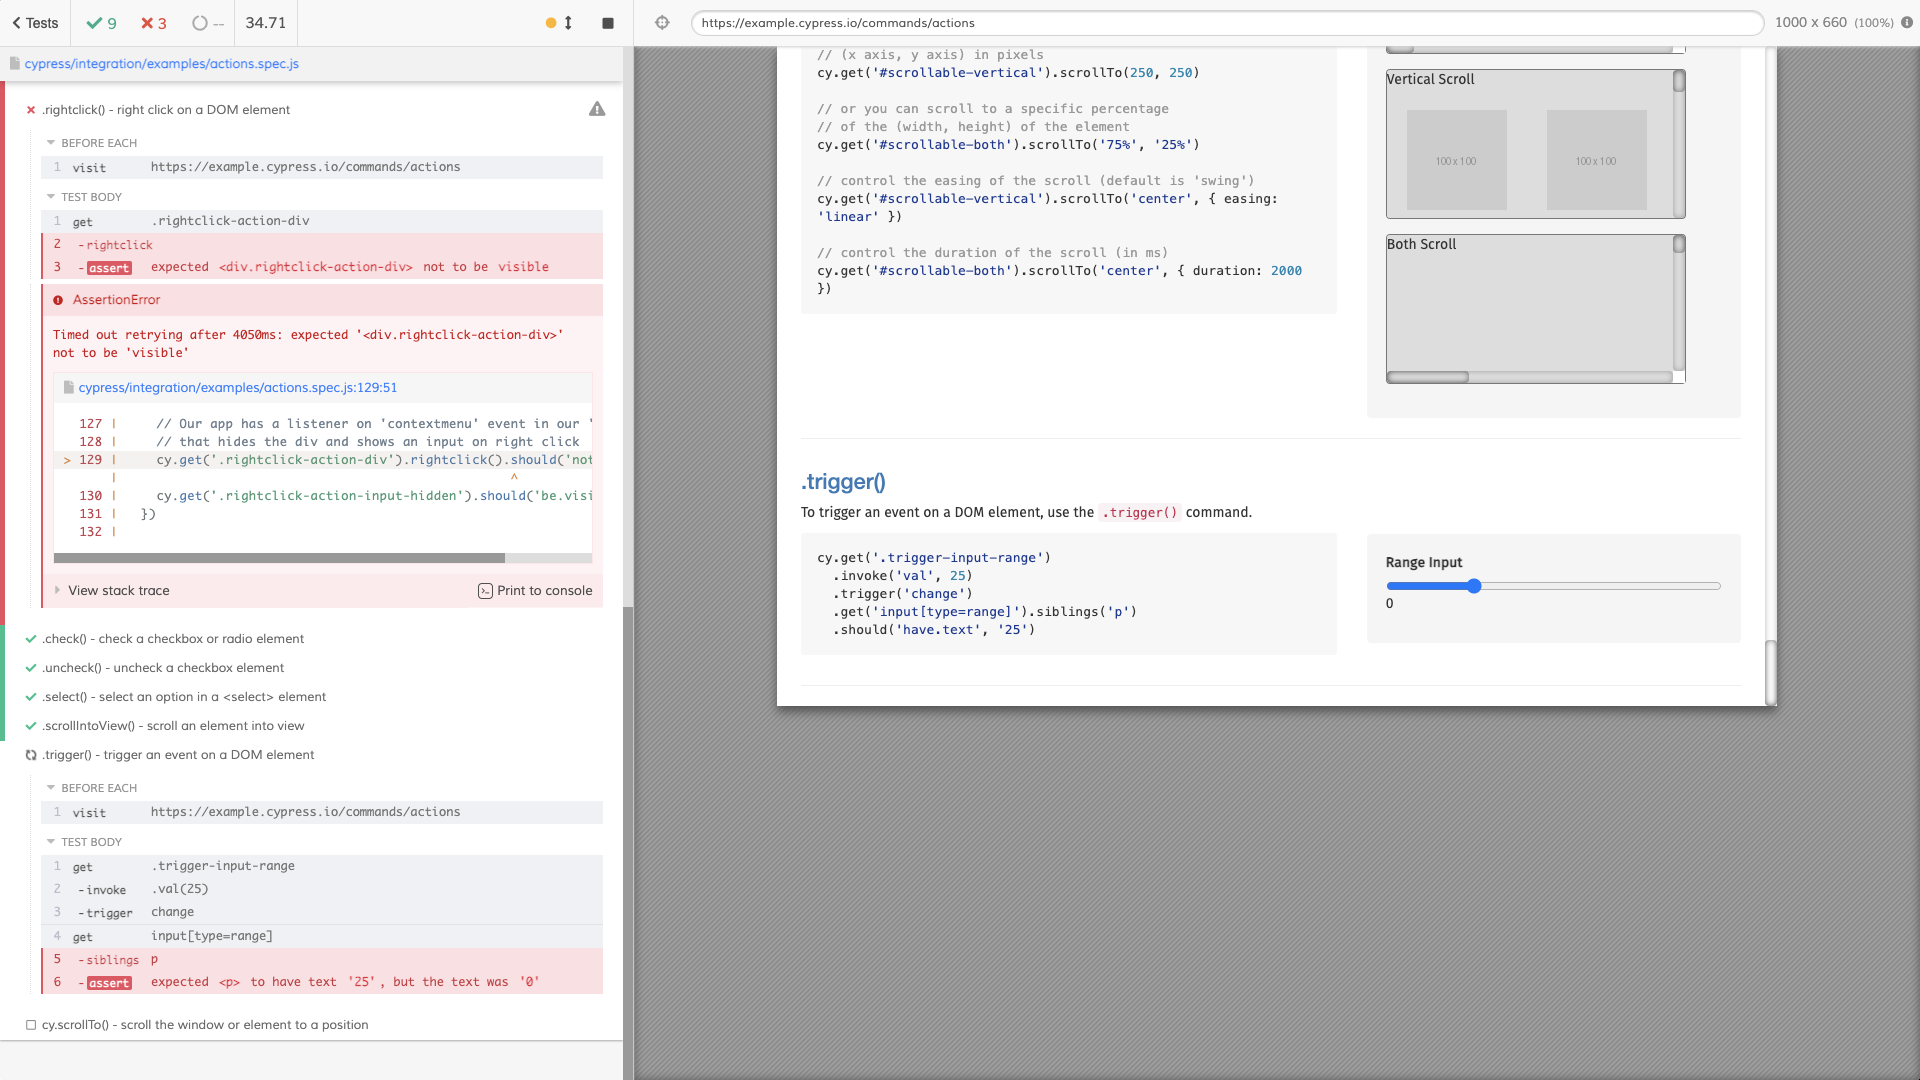 Tests
9
3
--
34.71
cypress/integration/examples/actions.spec.js
.rightclick() - right click on a DOM element
BEFORE EACH
1 visit https://example.cypress.io/commands/actions
TEST BODY
1 get .rightclick-action-div
2 -rightclick
3 -assert expected <div.rightclick-action-div> not to be visible
AssertionError
Timed out retrying after 4050ms: expected '<div.rightclick-action-div>'
not to be 'visible'
cypress/integration/examples/actions.spec.js:129:51
127 | // Our app has a listener on 'contextmenu' event in our '
128 | // that hides the div and shows an input on right click
> 129 | cy.get('.rightclick-action-div').rightclick().should('not
| ^
130 | cy.get('.rightclick-action-input-hidden').should('be.visi
131 | })
132 |
View stack trace
Print to console
.check() - check a checkbox or radio element
.uncheck() - uncheck a checkbox element
.select() - select an option in a <select> element
.scrollIntoView() - scroll an element into view
.trigger() - trigger an event on a DOM element
BEFORE EACH
1 visit https://example.cypress.io/commands/actions
TEST BODY
1 get .trigger-input-range
2 -invoke .val(25)
3 -trigger change
4 get input[type=range]
5 -siblings p
6 -assert expected <p> to have text '25', but the text was '0'
cy.scrollTo() - scroll the window or element to a position
https://example.cypress.io/commands/actions
1000 x 660 (100%)
// (x axis, y axis) in pixels
cy.get('#scrollable-vertical').scrollTo(250, 250)
// or you can scroll to a specific percentage
// of the (width, height) of the element
cy.get('#scrollable-both').scrollTo('75%', '25%')
// control the easing of the scroll (default is 'swing')
cy.get('#scrollable-vertical').scrollTo('center', { easing:
'linear' })
// control the duration of the scroll (in ms)
cy.get('#scrollable-both').scrollTo('center', { duration: 2000
})
Vertical Scroll
100 x 100
100 x 100
Both Scroll
.trigger()
To trigger an event on a DOM element, use the .trigger() command.
cy.get('.trigger-input-range')
.invoke('val', 25)
.trigger('change')
.get('input[type=range]').siblings('p')
.should('have.text', '25')
Range Input
0